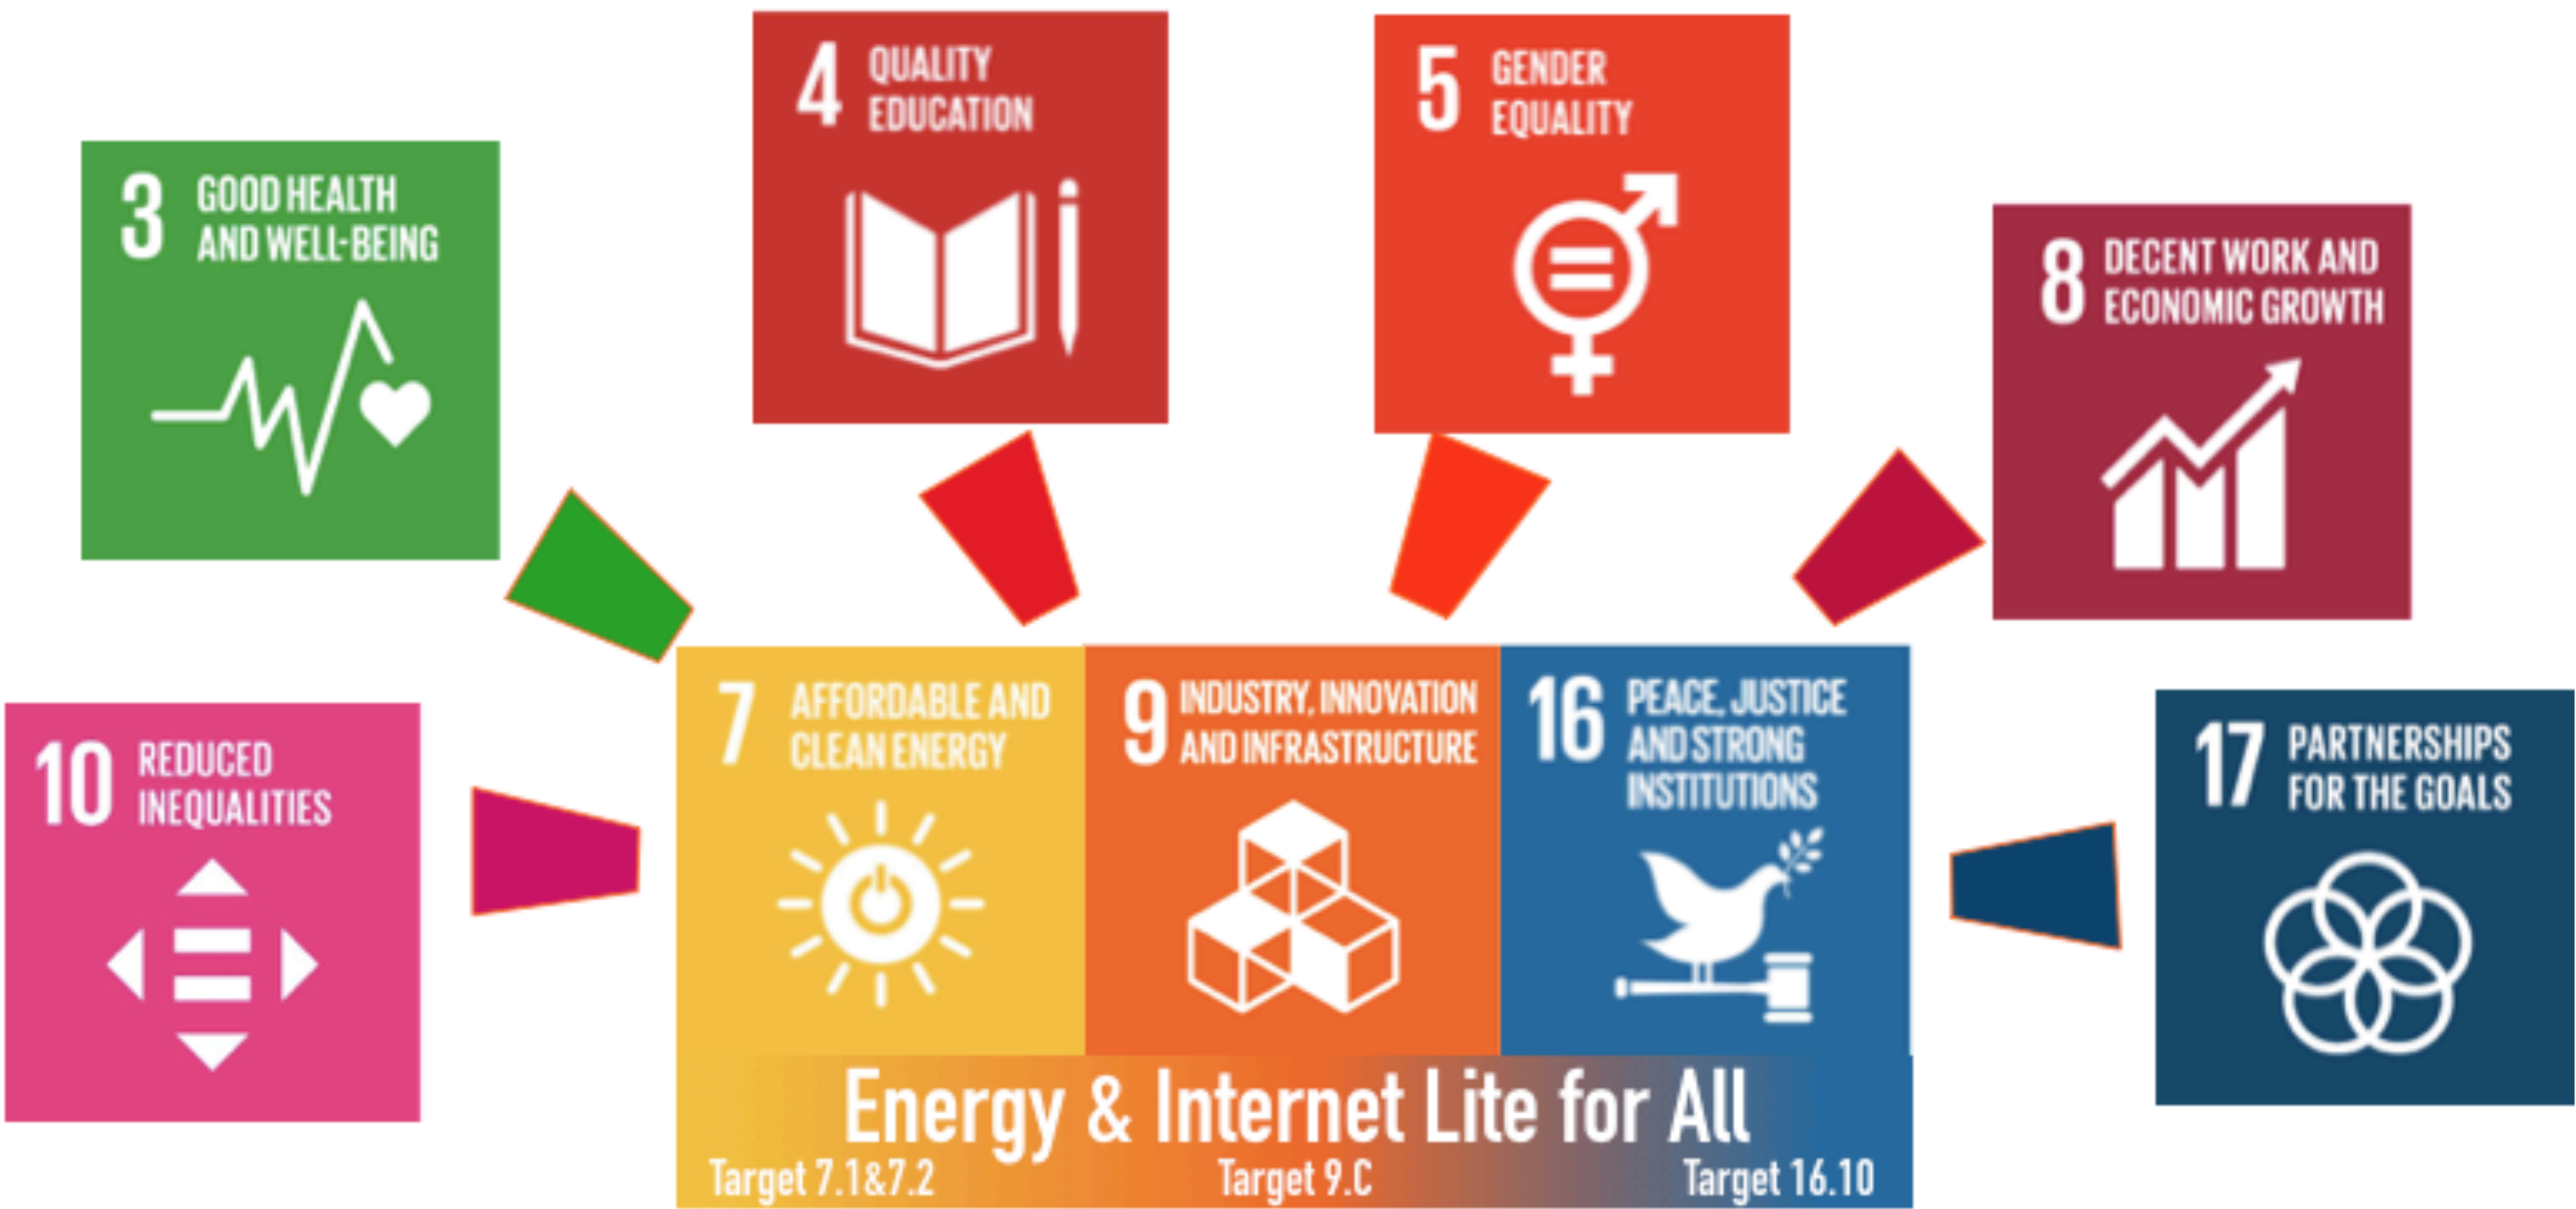 4 QUALITY
EDUCATION
5 GENDER
EQUALITY
3 GOOD HEALTH
AND WELL-BEING
8 DECENT WORK AND
ECONOMIC GROWTH
10 REDUCED
INEQUALITIES
7 AFFORDABLE AND
CLEAN ENERGY
9 INDUSTRY, INNOVATION
AND INFRASTRUCTURE
16 PEACE, JUSTICE
AND STRONG
INSTITUTIONS
17 PARTNERSHIPS
FOR THE GOALS
Energy & Internet Lite for All
Target 7.1&7.2
Target 9.C
Target 16.10